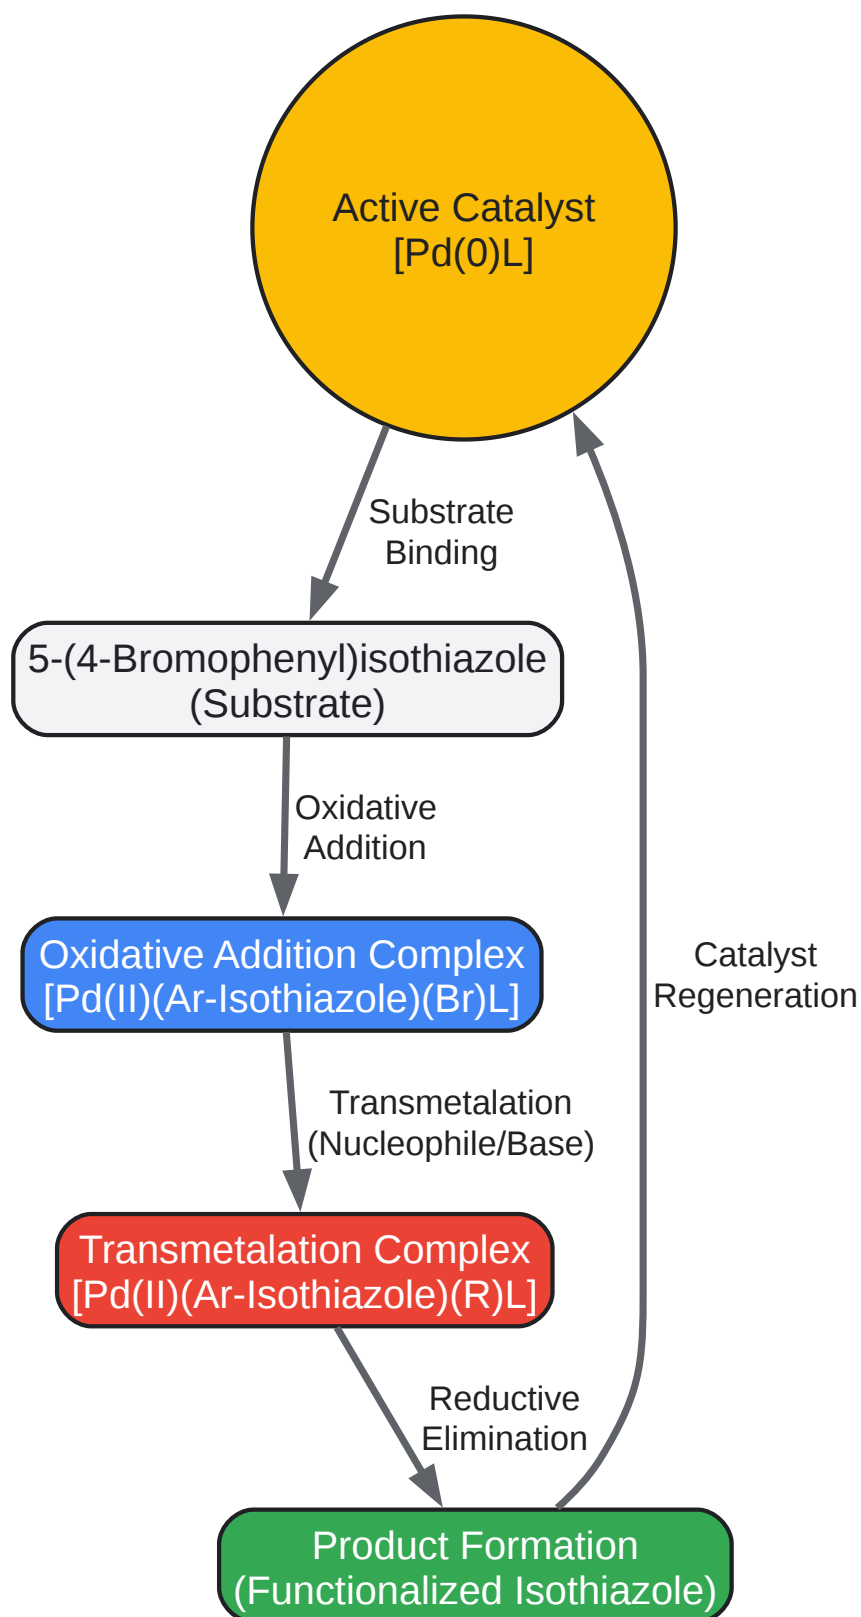 Active Catalyst
[Pd(0)L]
Substrate
Binding
5-(4-Bromophenyl)isothiazole
(Substrate)
Oxidative
Addition
Oxidative Addition Complex
[Pd(II)(Ar-Isothiazole)(Br)L]
Catalyst
Regeneration
Transmetalation
(Nucleophile/Base)
Transmetalation Complex
[Pd(II)(Ar-Isothiazole)(R)L]
Reductive
Elimination
Product Formation
(Functionalized Isothiazole)